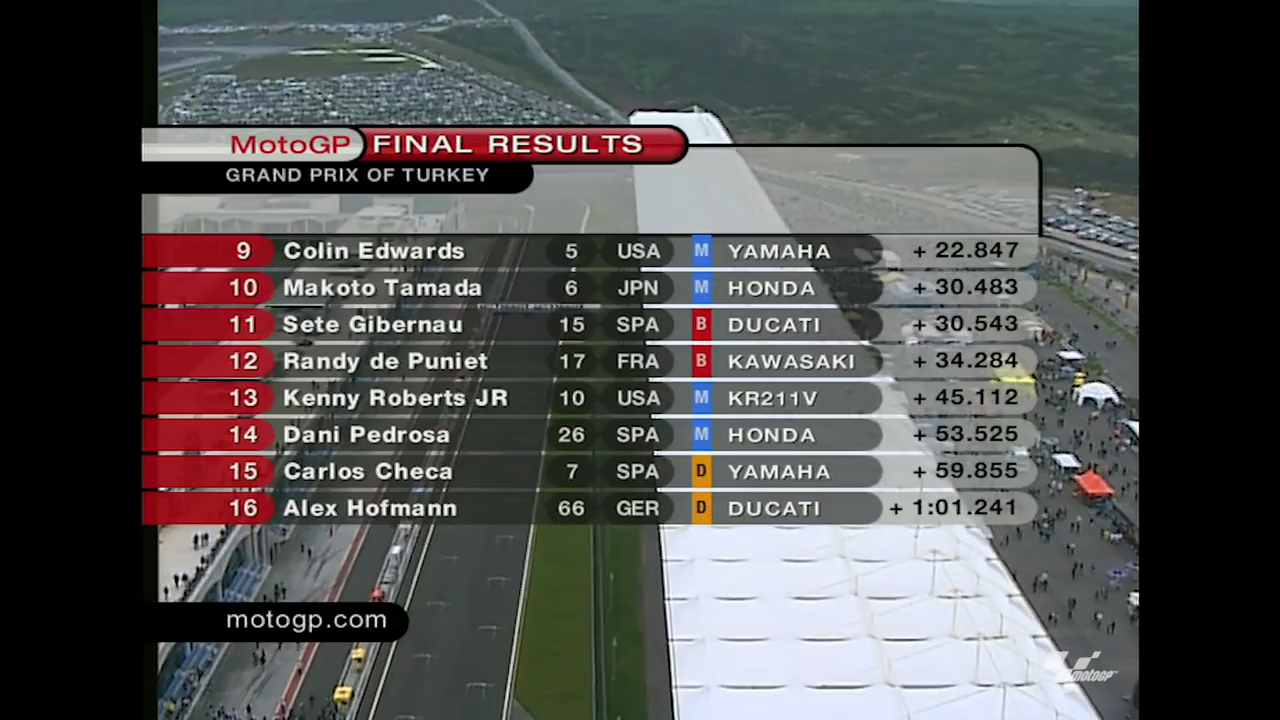 MotoGP FINAL RESULTS
GRAND PRIX OF TURKEY
9 Colin Edwards 5 USA M YAMAHA + 22.847
10 Makoto Tamada 6 JPN M HONDA + 30.483
11 Sete Gibernau 15 SPA B DUCATI + 30.543
12 Randy de Puniet 17 FRA B KAWASAKI + 34.284
13 Kenny Roberts JR 10 USA M KR211V + 45.112
14 Dani Pedrosa 26 SPA M HONDA + 53.525
15 Carlos Checa 7 SPA D YAMAHA + 59.855
16 Alex Hofmann 66 GER D DUCATI + 1:01.241
motogp.com
MotoGP